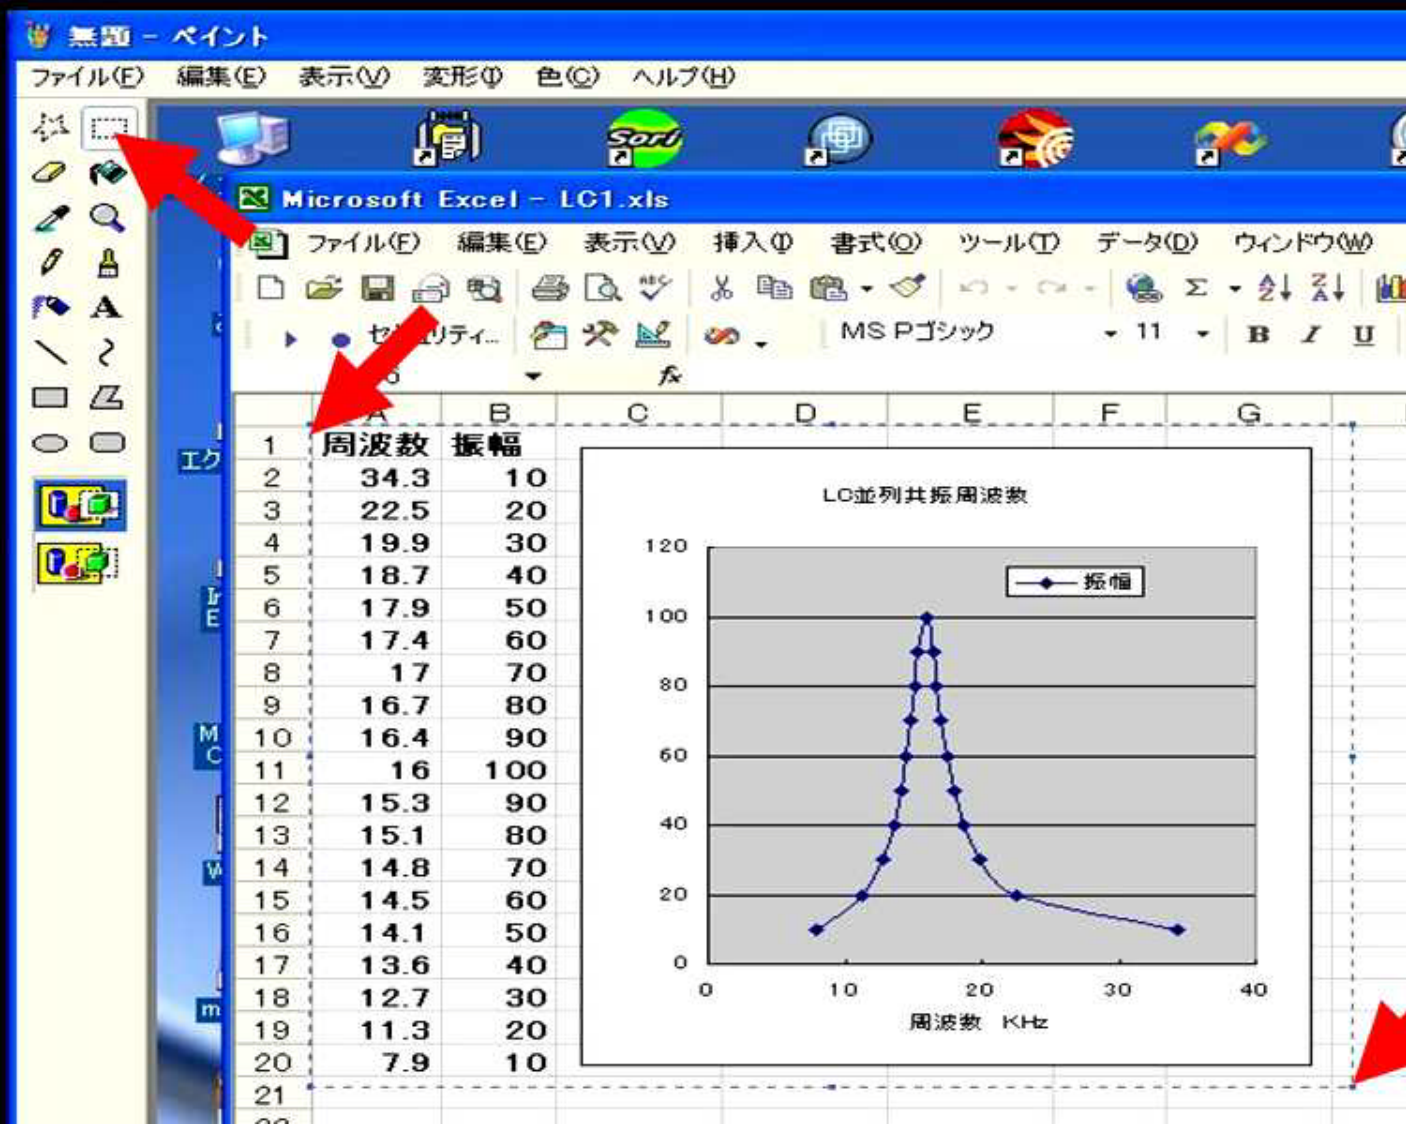 無題 - ペイント
ファイル(F) 編集(E) 表示(V) 変形(I) 色(C) ヘルプ(H)
Sori
Microsoft Excel - LC1.xls
ファイル(F) 編集(E) 表示(V) 挿入(I) 書式(O) ツール(T) データ(D) ウィンドウ(W)
ABC
MS Pゴシック 11 B I U
fx
A B C D E F G
1 周波数 振幅
2 34.3 10
3 22.5 20
4 19.9 30
5 18.7 40
6 17.9 50
7 17.4 60
8 17 70
9 16.7 80
10 16.4 90
11 16 100
12 15.3 90
13 15.1 80
14 14.8 70
15 14.5 60
16 14.1 50
17 13.6 40
18 12.7 30
19 11.3 20
20 7.9 10
21
LC並列共振周波数
振幅
120
100
80
60
40
20
0
0 10 20 30 40
周波数 KHz